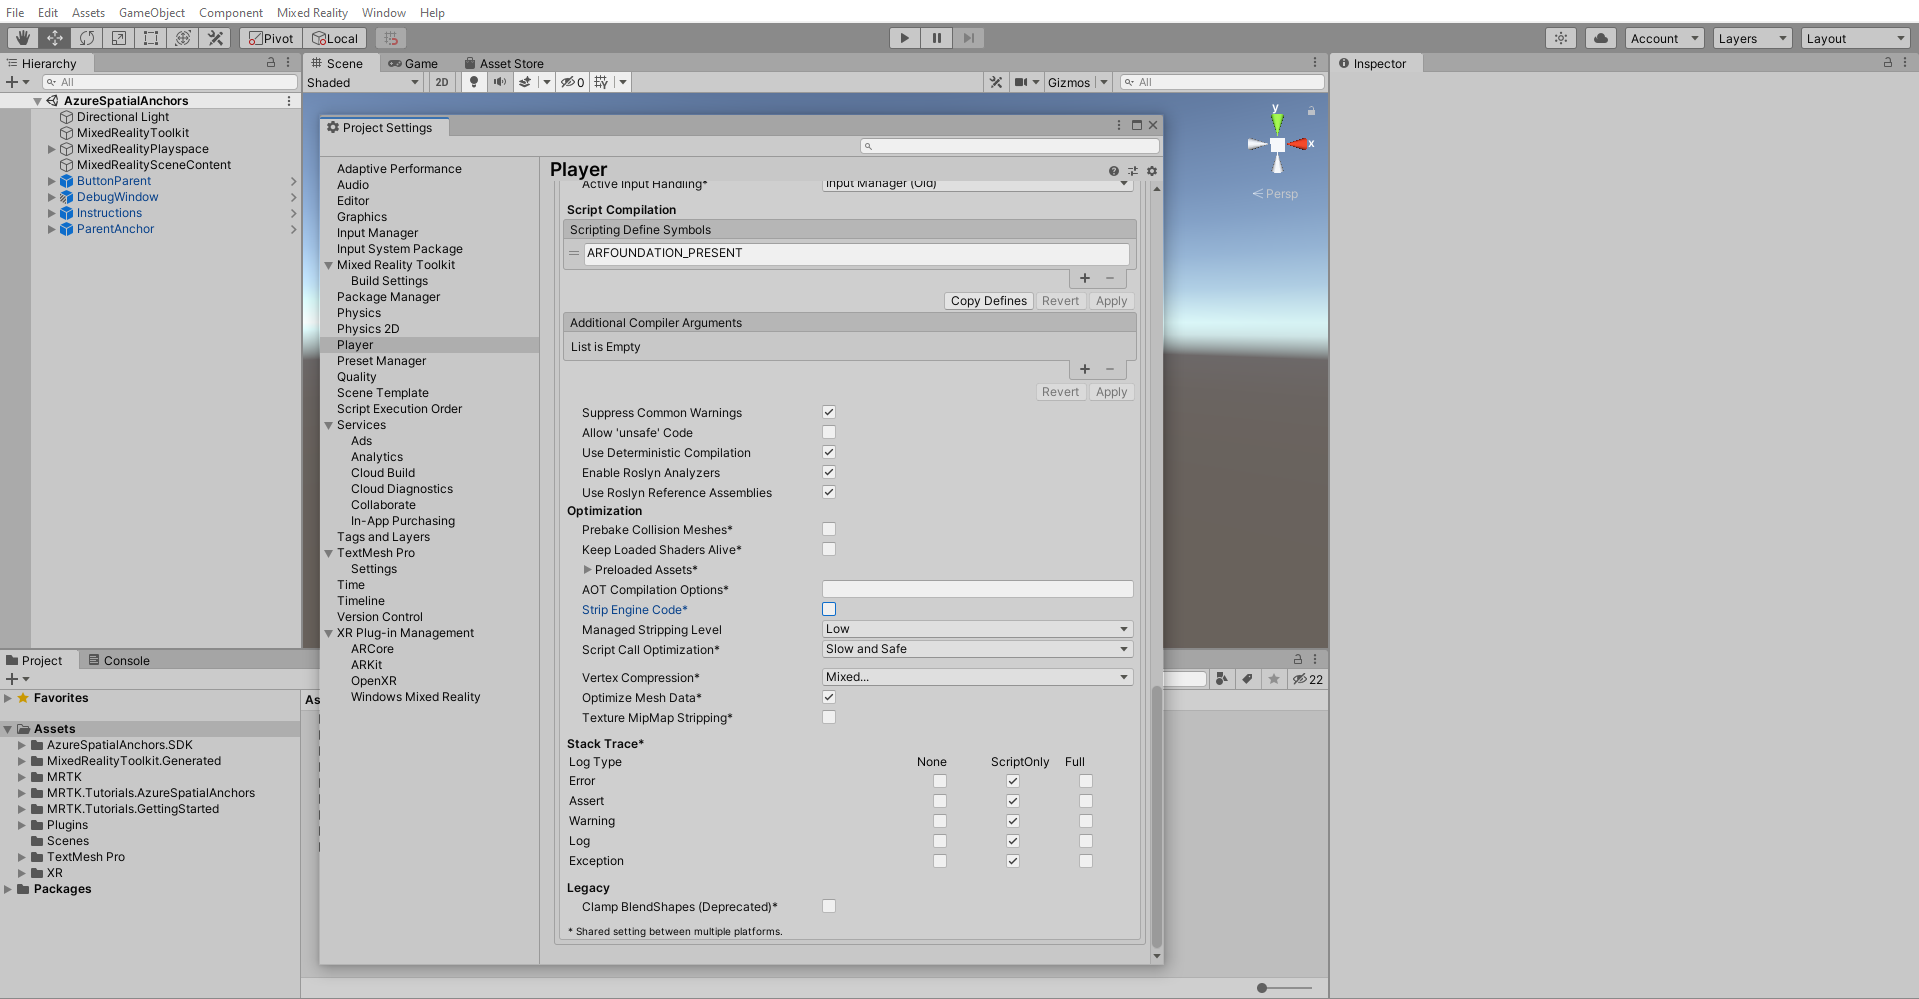 File Edit Assets GameObject Component Mixed Reality Window Help
Pivot Local
Account Layers Layout
Hierarchy
All
AzureSpatialAnchors
Directional Light
MixedRealityToolkit
MixedRealityPlayspace
MixedRealitySceneContent
ButtonParent
DebugWindow
Instructions
ParentAnchor
Scene Game Asset Store
Shaded 2D 0 Gizmos All
y
x
Persp
Inspector
Project Settings
Adaptive Performance
Audio
Editor
Graphics
Input Manager
Input System Package
Mixed Reality Toolkit
Build Settings
Package Manager
Physics
Physics 2D
Player
Preset Manager
Quality
Scene Template
Script Execution Order
Services
Ads
Analytics
Cloud Build
Cloud Diagnostics
Collaborate
In-App Purchasing
Tags and Layers
TextMesh Pro
Settings
Time
Timeline
Version Control
XR Plug-in Management
ARCore
ARKit
OpenXR
Windows Mixed Reality
Player
Active Input Handling* Input Manager (Old)
Script Compilation
Scripting Define Symbols
ARFOUNDATION_PRESENT
Copy Defines Revert Apply
Additional Compiler Arguments
List is Empty
Revert Apply
Suppress Common Warnings
Allow 'unsafe' Code
Use Deterministic Compilation
Enable Roslyn Analyzers
Use Roslyn Reference Assemblies
Optimization
Prebake Collision Meshes*
Keep Loaded Shaders Alive*
Preloaded Assets*
AOT Compilation Options*
Strip Engine Code*
Managed Stripping Level Low
Script Call Optimization* Slow and Safe
Vertex Compression* Mixed...
Optimize Mesh Data*
Texture MipMap Stripping*
Stack Trace*
Log Type None ScriptOnly Full
Error
Assert
Warning
Log
Exception
Legacy
Clamp BlendShapes (Deprecated)*
* Shared setting between multiple platforms.
Project Console
22
Favorites
As
Assets
AzureSpatialAnchors.SDK
MixedRealityToolkit.Generated
MRTK
MRTK.Tutorials.AzureSpatialAnchors
MRTK.Tutorials.GettingStarted
Plugins
Scenes
TextMesh Pro
XR
Packages